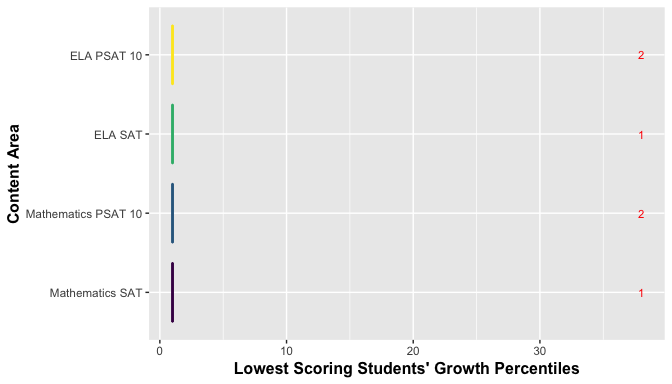 ELA PSAT 10
2
ELA SAT
1
Content Area
Mathematics PSAT 10
2
Mathematics SAT
1
0 10 20 30
Lowest Scoring Students' Growth Percentiles